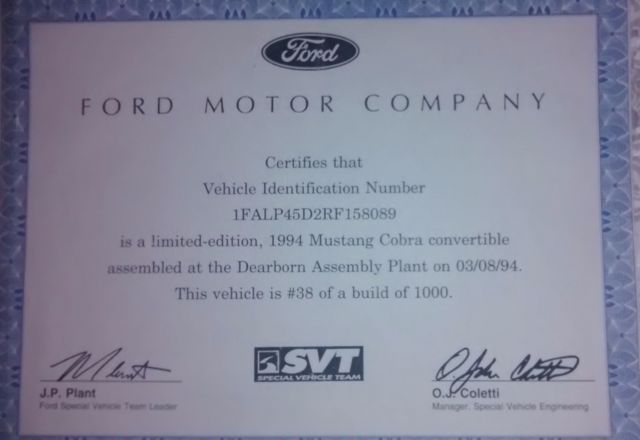 Ford
FORD MOTOR COMPANY
Certifies that
Vehicle Identification Number
1FALP45D2RF158089
is a limited-edition, 1994 Mustang Cobra convertible
assembled at the Dearborn Assembly Plant on 03/08/94.
This vehicle is #38 of a build of 1000.
SVT
SPECIAL VEHICLE TEAM
J.P. Plant
Ford Special Vehicle Team Leader
O.J. Coletti
Manager, Special Vehicle Engineering